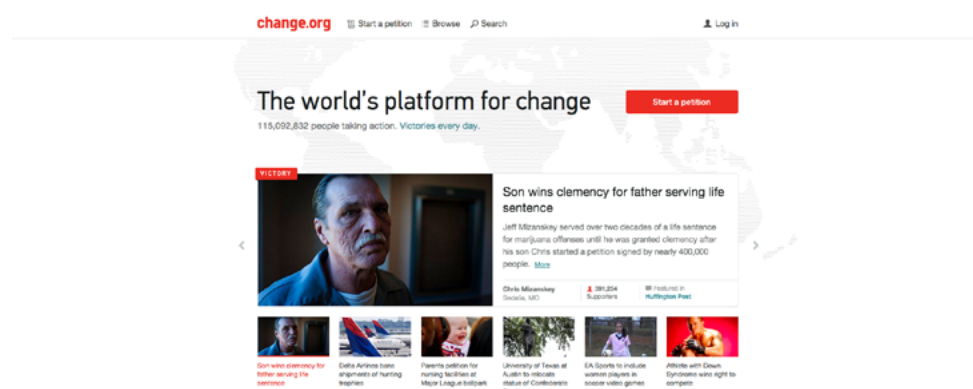 change.org
Start a petition
Browse
Search
Log in
The world's platform for change
Start a petition
115,092,832 people taking action. Victories every day.
VICTORY
Son wins clemency for father serving life
sentence
Jeff Mizanskey served over two decades of a life sentence
for marijuana offenses until he was granted clemency after
his son Chris started a petition signed by nearly 400,000
people. More
Chris Mizanskey
Sedalia, MO
391,234
Supporters
Featured in
Huffington Post
Son wins clemency for
father serving life
sentence
Delta Airlines bans
shipments of hunting
trophies
Parents petition for
nursing facilities at
Major League ballpark
University of Texas at
Austin to relocate
statue of Confederate
EA Sports to include
women players in
soccer video games
Athlete with Down
Syndrome wins right to
compete